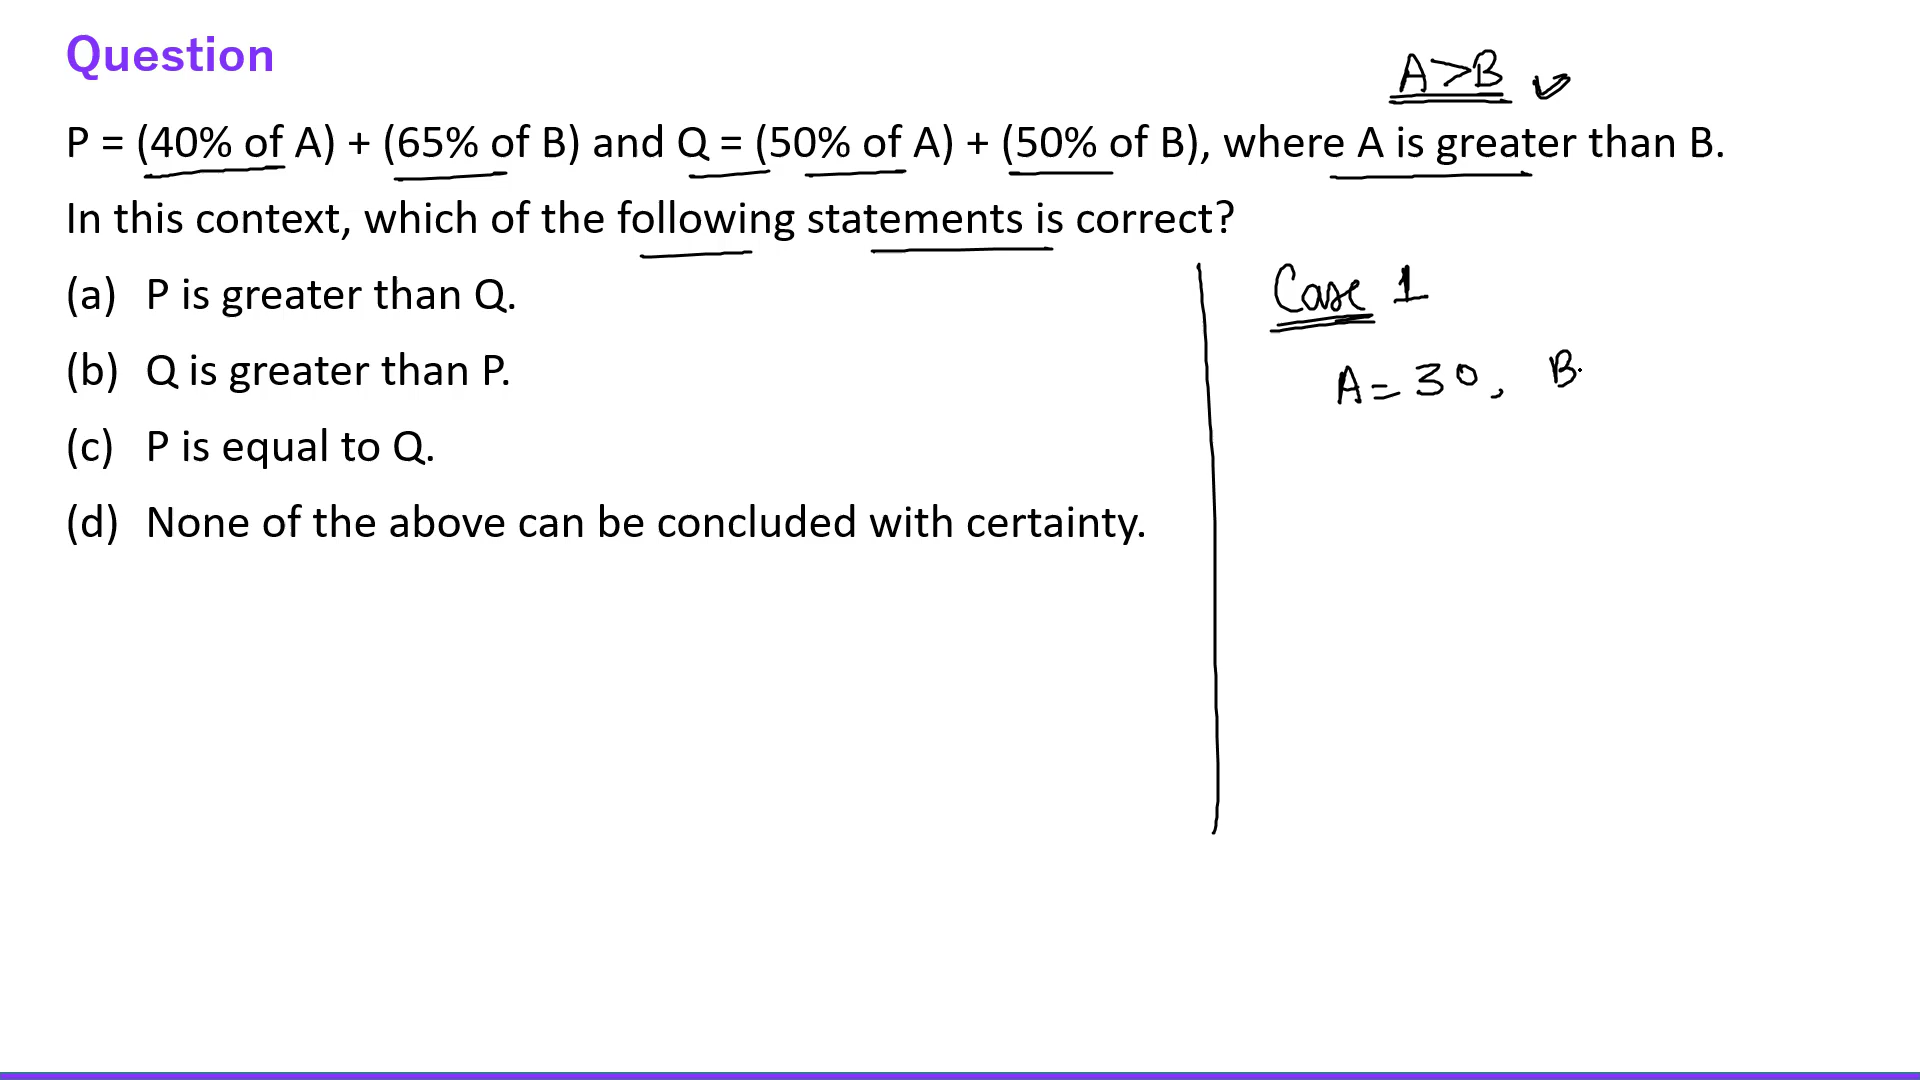 Question
A>B
P = (40% of A) + (65% of B) and Q = (50% of A) + (50% of B), where A is greater than B.
In this context, which of the following statements is correct?
(a) P is greater than Q.
(b) Q is greater than P.
(c) P is equal to Q.
(d) None of the above can be concluded with certainty.
Case 1
A = 30, B